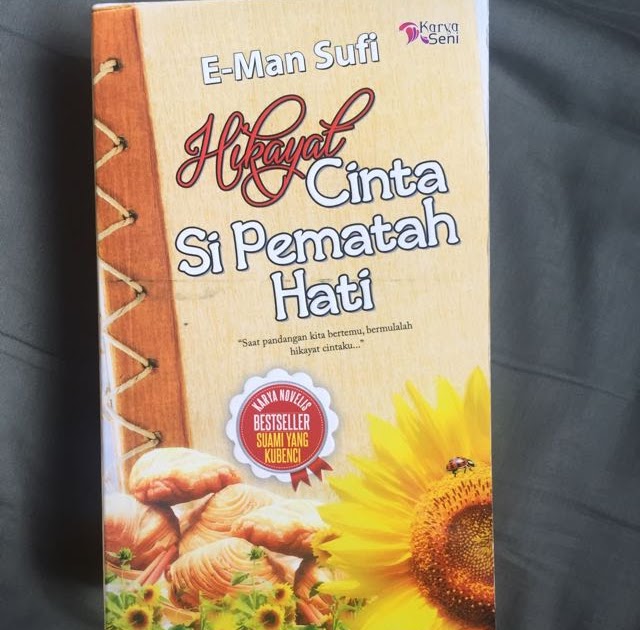 Karya
Seni
E-Man Sufi
Hikayat
Cinta
Si Pematah
Hati
"Saat pandangan kita bertemu, bermulalah
hikayat cintaku..."
KARYA NOVELIS
BESTSELLER
SUAMI YANG
KUBENCI